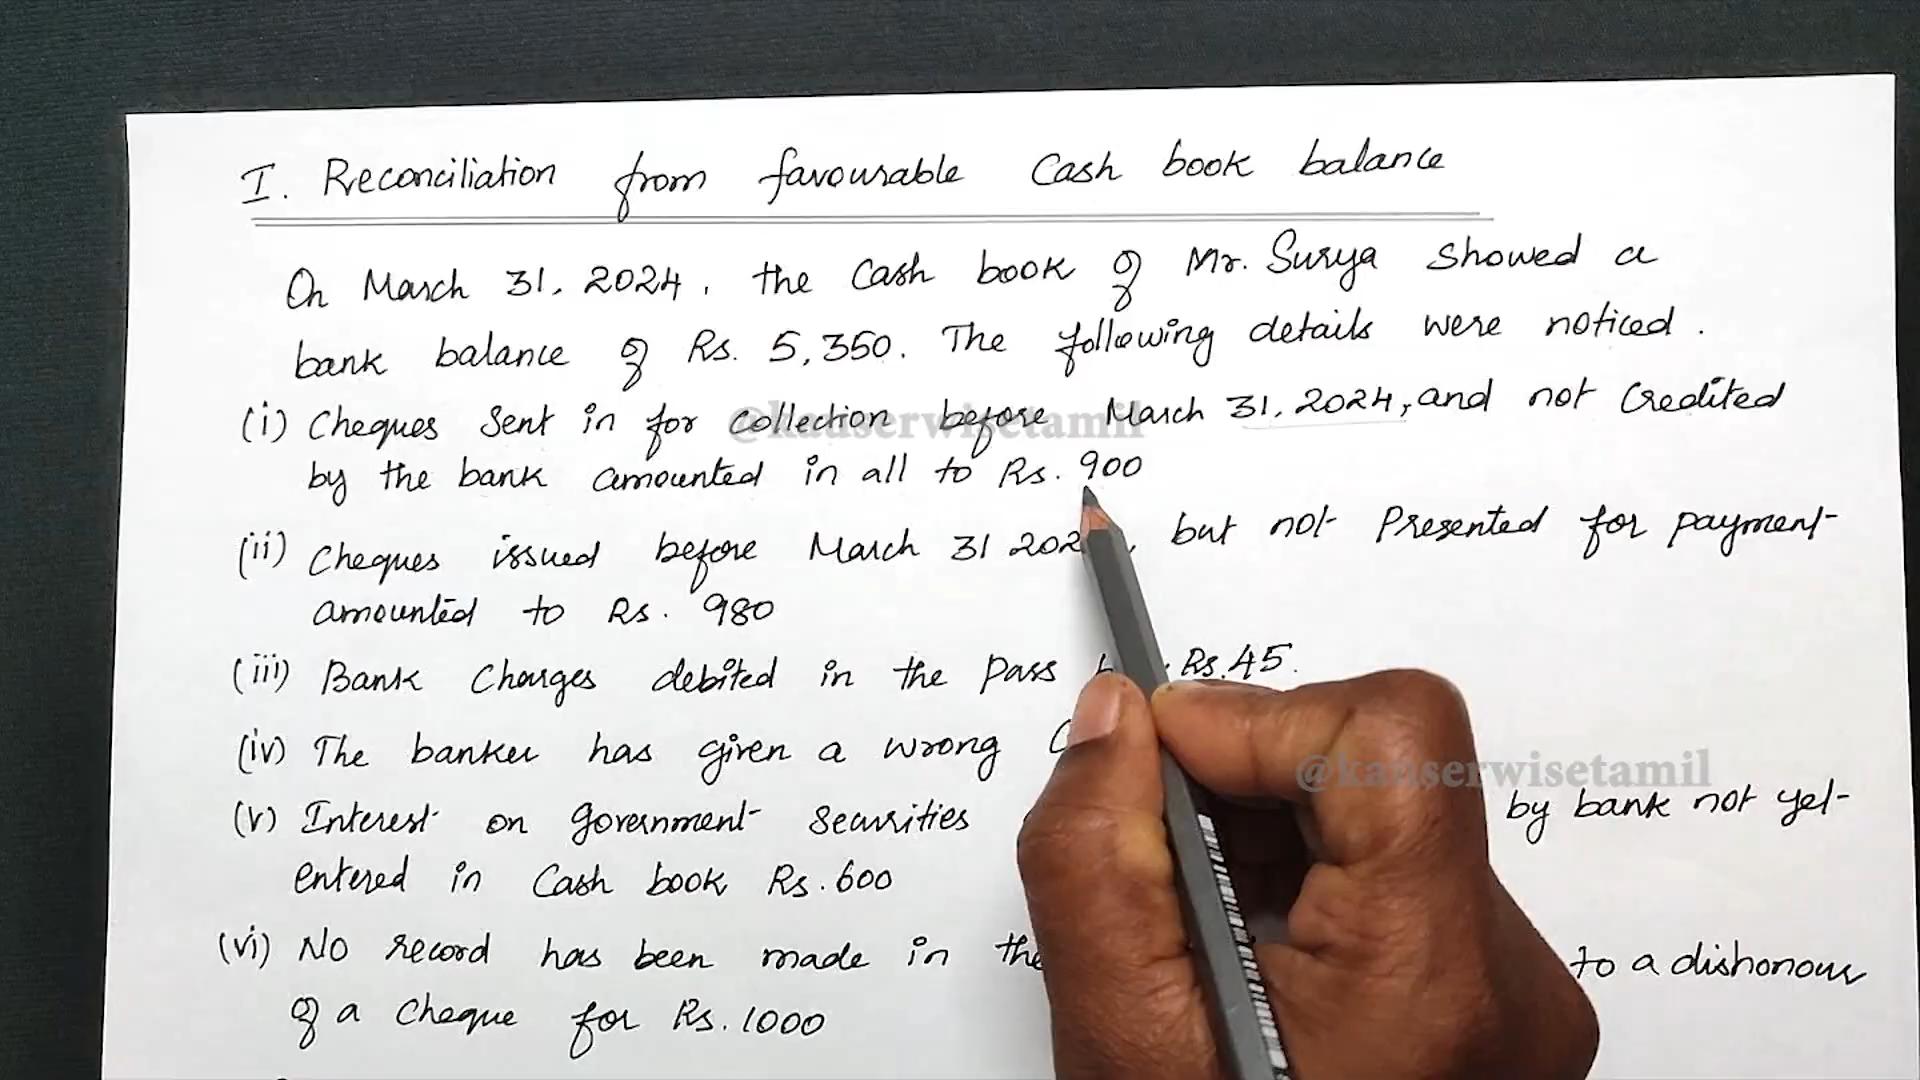 I. Reconciliation from favourable Cash book balance
On March 31, 2024, the Cash book of Mr. Surya Showed a
bank balance of Rs. 5,350. The following details were noticed.
(i) Cheques Sent in for collection before March 31, 2024, and not Credited
@kanserwisetamil
by the bank amounted in all to Rs. 900
(ii) Cheques issued before March 31 202 , but not Presented for payment
amounted to Rs. 980
(iii) Bank Charges debited in the Pass Rs. 45.
(iv) The banker has given a wrong
@kanserwisetamil
(v) Interest on government Securities by bank not yet
entered in Cash book Rs. 600
(vi) No record has been made in the to a dishonour
of a Cheque for Rs. 1000